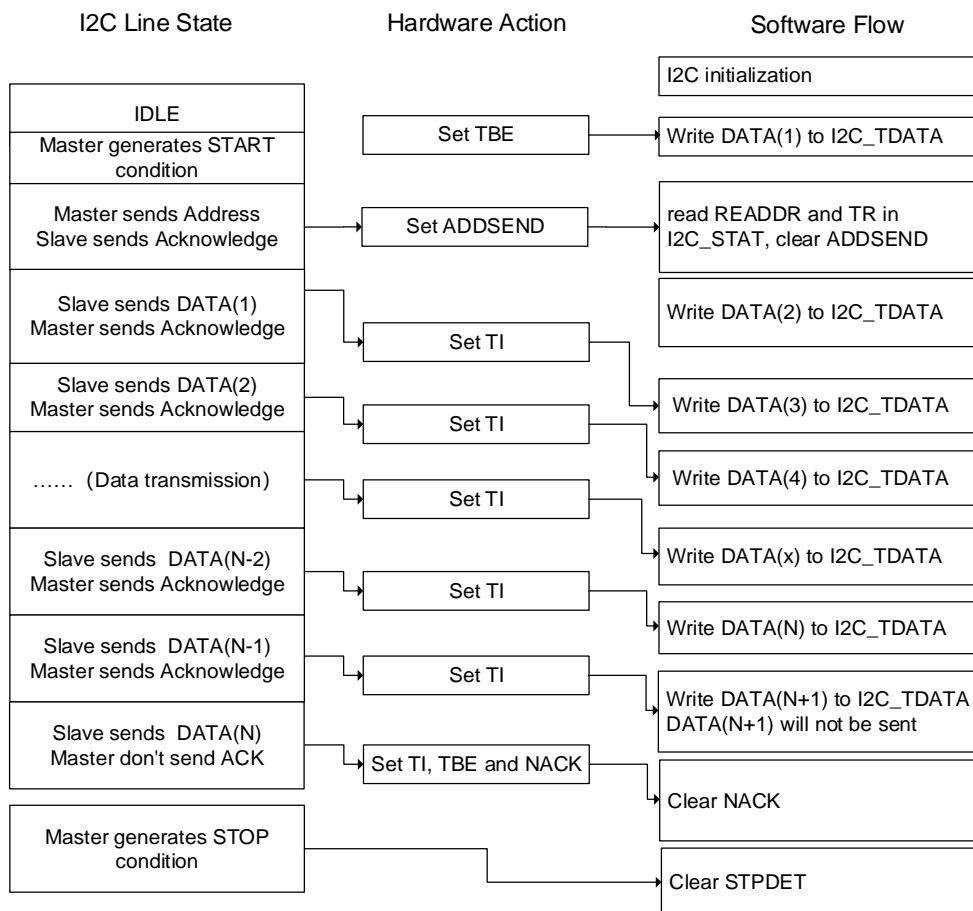 I2C Line State
Hardware Action
Software Flow
I2C initialization
IDLE
Set TBE
Write DATA(1) to I2C_TDATA
Master generates START
condition
Master sends Address
Slave sends Acknowledge
Set ADDSEND
read READDR and TR in
I2C_STAT, clear ADDSEND
Slave sends DATA(1)
Master sends Acknowledge
Write DATA(2) to I2C_TDATA
Set TI
Slave sends DATA(2)
Master sends Acknowledge
Write DATA(3) to I2C_TDATA
Set TI
...... (Data transmission)
Write DATA(4) to I2C_TDATA
Set TI
Slave sends DATA(N-2)
Master sends Acknowledge
Write DATA(x) to I2C_TDATA
Set TI
Write DATA(N) to I2C_TDATA
Slave sends DATA(N-1)
Master sends Acknowledge
Set TI
Write DATA(N+1) to I2C_TDATA
DATA(N+1) will not be sent
Slave sends DATA(N)
Master don't send ACK
Set TI, TBE and NACK
Clear NACK
Master generates STOP
condition
Clear STPDET